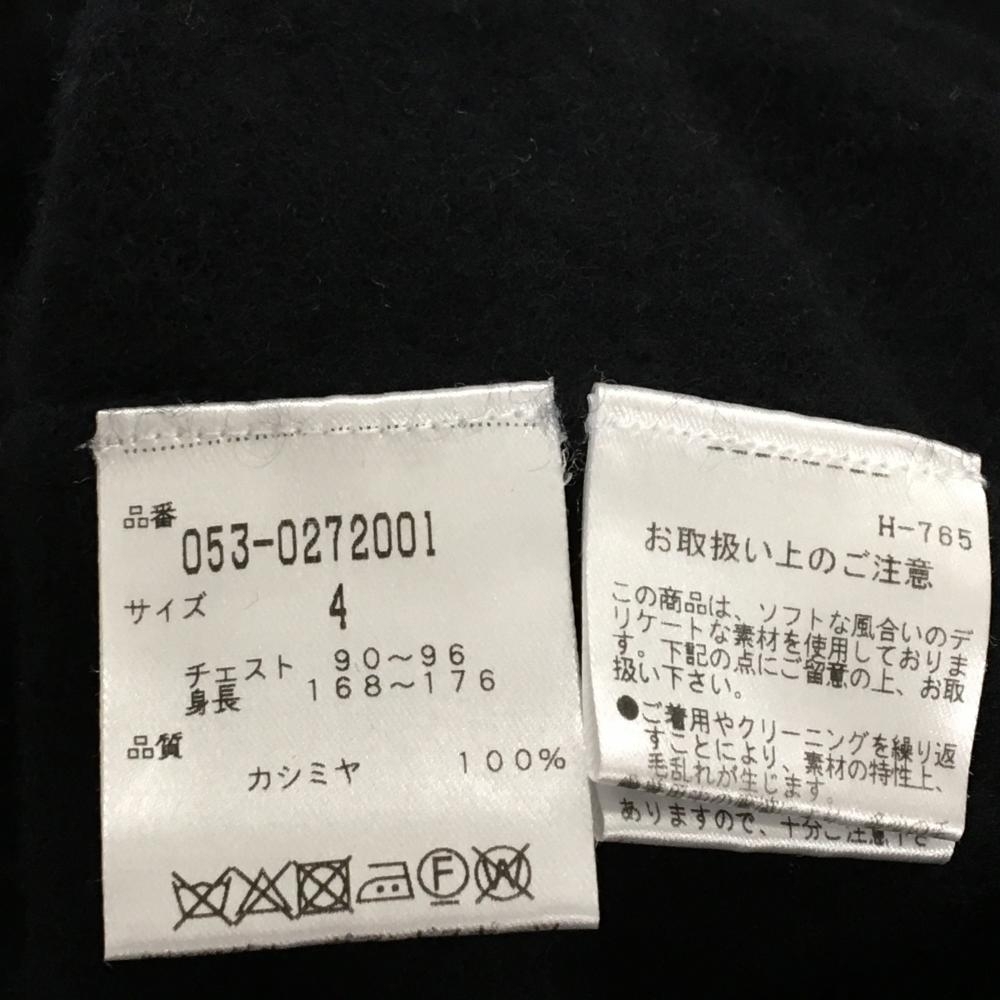 品番
053-0272001
サイズ 4
チェスト 90～96
身長 168～176
品質
カシミヤ 100%
F
W
H-765
お取扱い上のご注意
この商品は、ソフトな風合いのデ
リケートな素材を使用しておりま
す。下記の点にご留意の上、お取
扱い下さい。
●ご着用やクリーニングを繰り返
すことにより、素材の特性上、
毛乱れが生じます。
ありますので、十分ご注意下さ